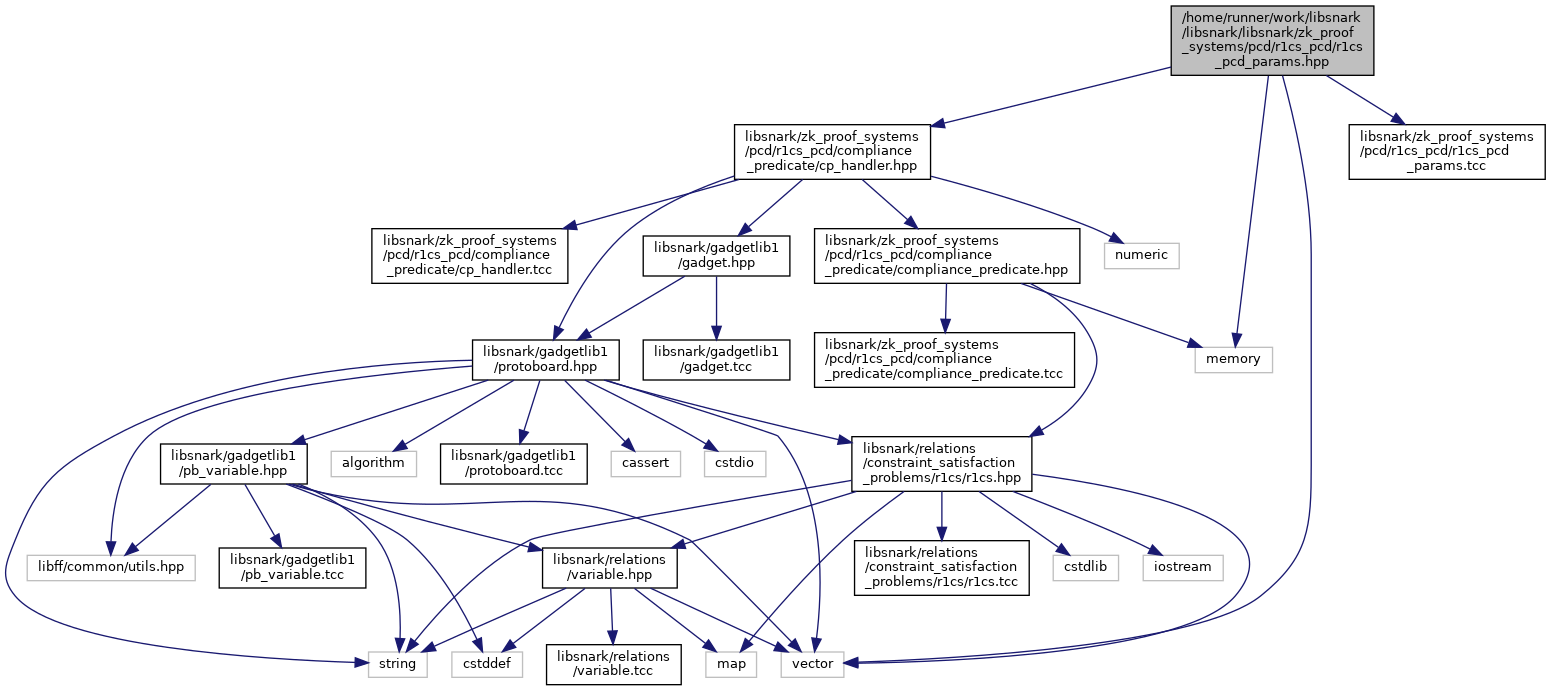 /home/runner/work/libsnark
/libsnark/libsnark/zk_proof
_systems/pcd/r1cs_pcd/r1cs
_pcd_params.hpp
libsnark/zk_proof_systems
/pcd/r1cs_pcd/compliance
_predicate/cp_handler.hpp
libsnark/zk_proof_systems
/pcd/r1cs_pcd/r1cs_pcd
_params.tcc
libsnark/zk_proof_systems
/pcd/r1cs_pcd/compliance
_predicate/cp_handler.tcc
libsnark/gadgetlib1
/gadget.hpp
libsnark/zk_proof_systems
/pcd/r1cs_pcd/compliance
_predicate/compliance_predicate.hpp
numeric
libsnark/gadgetlib1
/protoboard.hpp
libsnark/gadgetlib1
/gadget.tcc
libsnark/zk_proof_systems
/pcd/r1cs_pcd/compliance
_predicate/compliance_predicate.tcc
memory
libsnark/gadgetlib1
/pb_variable.hpp
algorithm
libsnark/gadgetlib1
/protoboard.tcc
cassert
cstdio
libsnark/relations
/constraint_satisfaction
_problems/r1cs/r1cs.hpp
libff/common/utils.hpp
libsnark/gadgetlib1
/pb_variable.tcc
libsnark/relations
/variable.hpp
libsnark/relations
/constraint_satisfaction
_problems/r1cs/r1cs.tcc
cstdlib
iostream
string
cstddef
libsnark/relations
/variable.tcc
map
vector